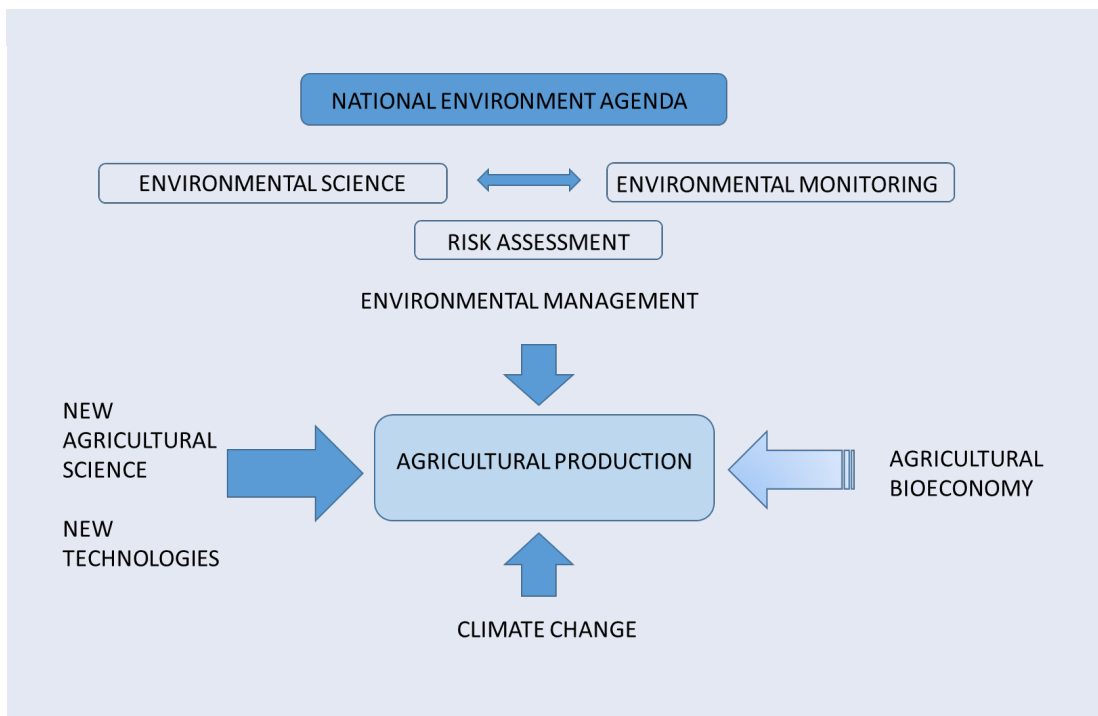 NATIONAL ENVIRONMENT AGENDA
ENVIRONMENTAL SCIENCE
ENVIRONMENTAL MONITORING
RISK ASSESSMENT
ENVIRONMENTAL MANAGEMENT
NEW
AGRICULTURAL
SCIENCE
NEW
TECHNOLOGIES
AGRICULTURAL PRODUCTION
AGRICULTURAL
BIOECONOMY
CLIMATE CHANGE